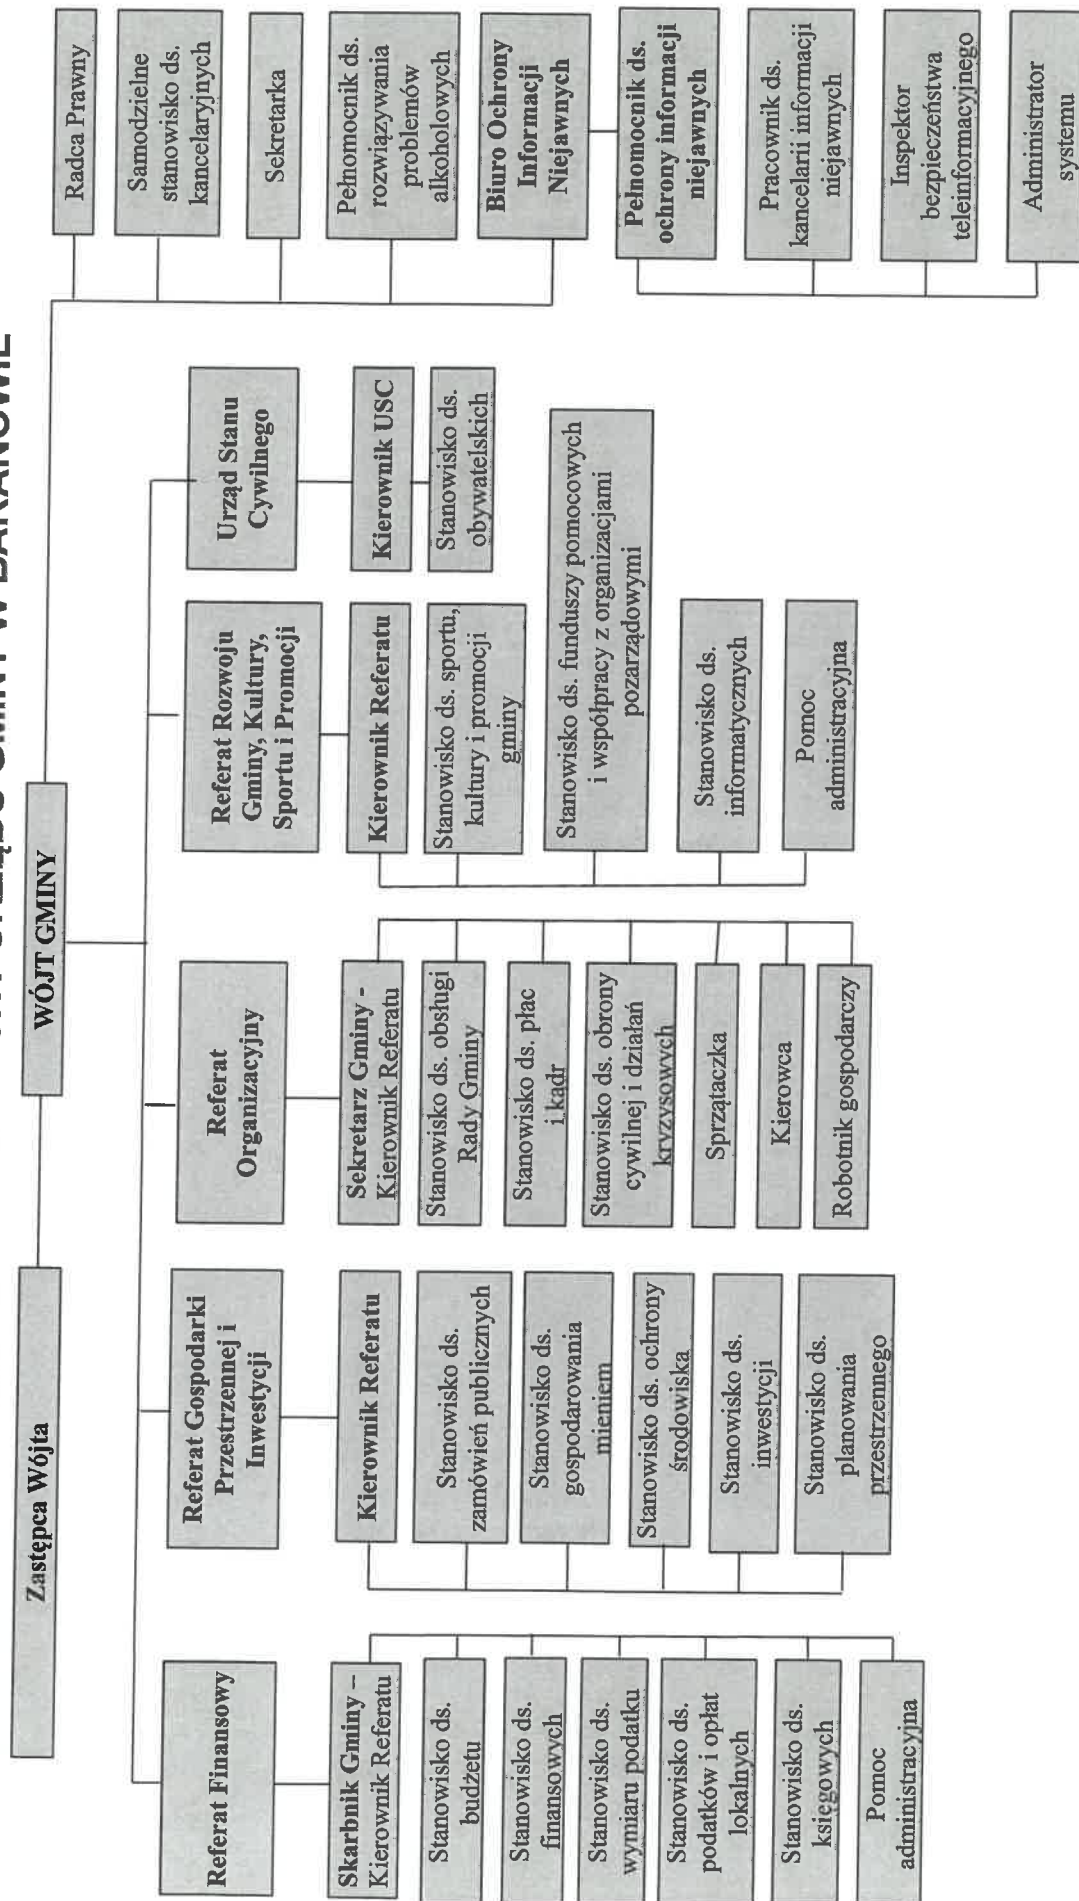 URZĘDU GMINY W BARANOWIE
WÓJT GMINY
Zastępca Wójta
Referat Finansowy
Skarbnik Gminy –
Kierownik Referatu
Stanowisko ds.
budżetu
Stanowisko ds.
finansowych
Stanowisko ds.
wymiaru podatku
Stanowisko ds.
podatków i opłat
lokalnych
Stanowisko ds.
księgowych
Pomoc
administracyjna
Referat Gospodarki
Przestrzennej i
Inwestycji
Kierownik Referatu
Stanowisko ds.
zamówień publicznych
Stanowisko ds.
gospodarowania
mieniem
Stanowisko ds. ochrony
środowiska
Stanowisko ds.
inwestycji
Stanowisko ds.
planowania
przestrzennego
Referat
Organizacyjny
Sekretarz Gminy -
Kierownik Referatu
Stanowisko ds. obsługi
Rady Gminy
Stanowisko ds. płac
i kadr
Stanowisko ds. obrony
cywilnej i działań
kryzysowych
Sprzątaczka
Kierowca
Robotnik gospodarczy
Referat Rozwoju
Gminy, Kultury,
Sportu i Promocji
Kierownik Referatu
Stanowisko ds. sportu,
kultury i promocji
gminy
Stanowisko ds. funduszy pomocowych
i współpracy z organizacjami
pozarządowymi
Stanowisko ds.
informatycznych
Pomoc
administracyjna
Urząd Stanu
Cywilnego
Kierownik USC
Stanowisko ds.
obywatelskich
Radca Prawny
Samodzielne
stanowisko ds.
kancelaryjnych
Sekretarka
Pełnomocnik ds.
rozwiązywania
problemów
alkoholowych
Biuro Ochrony
Informacji
Niejawnych
Pełnomocnik ds.
ochrony informacji
niejawnych
Pracownik ds.
kancelarii informacji
niejawnych
Inspektor
bezpieczeństwa
teleinformacyjnego
Administrator
systemu